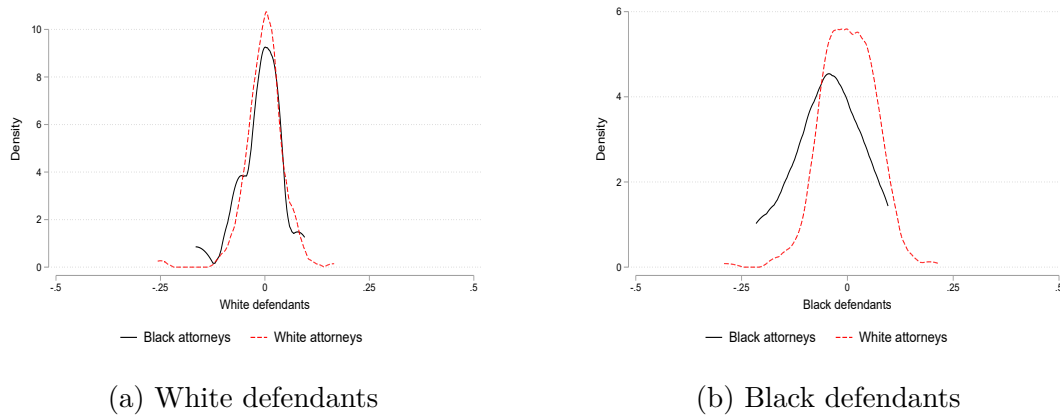 10
8
6
4
2
0
Density
-.5 -.25 0 .25 .5
White defendants
Black attorneys White attorneys
(a) White defendants
6
4
2
0
Density
-.5 -.25 0 .25 .5
Black defendants
Black attorneys White attorneys
(b) Black defendants